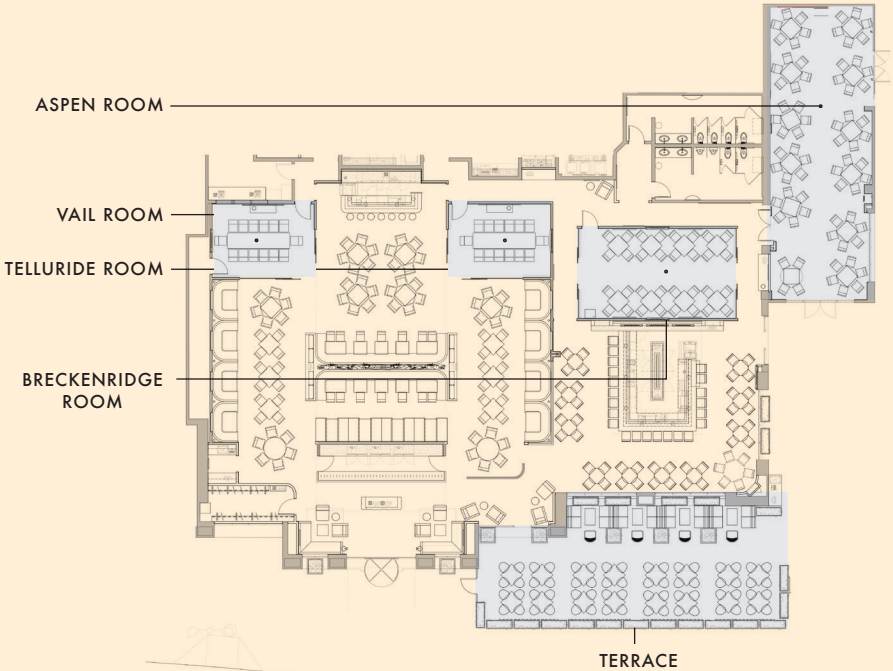 ASPEN ROOM
VAIL ROOM
TELLURIDE ROOM
BRECKENRIDGE
ROOM
TERRACE